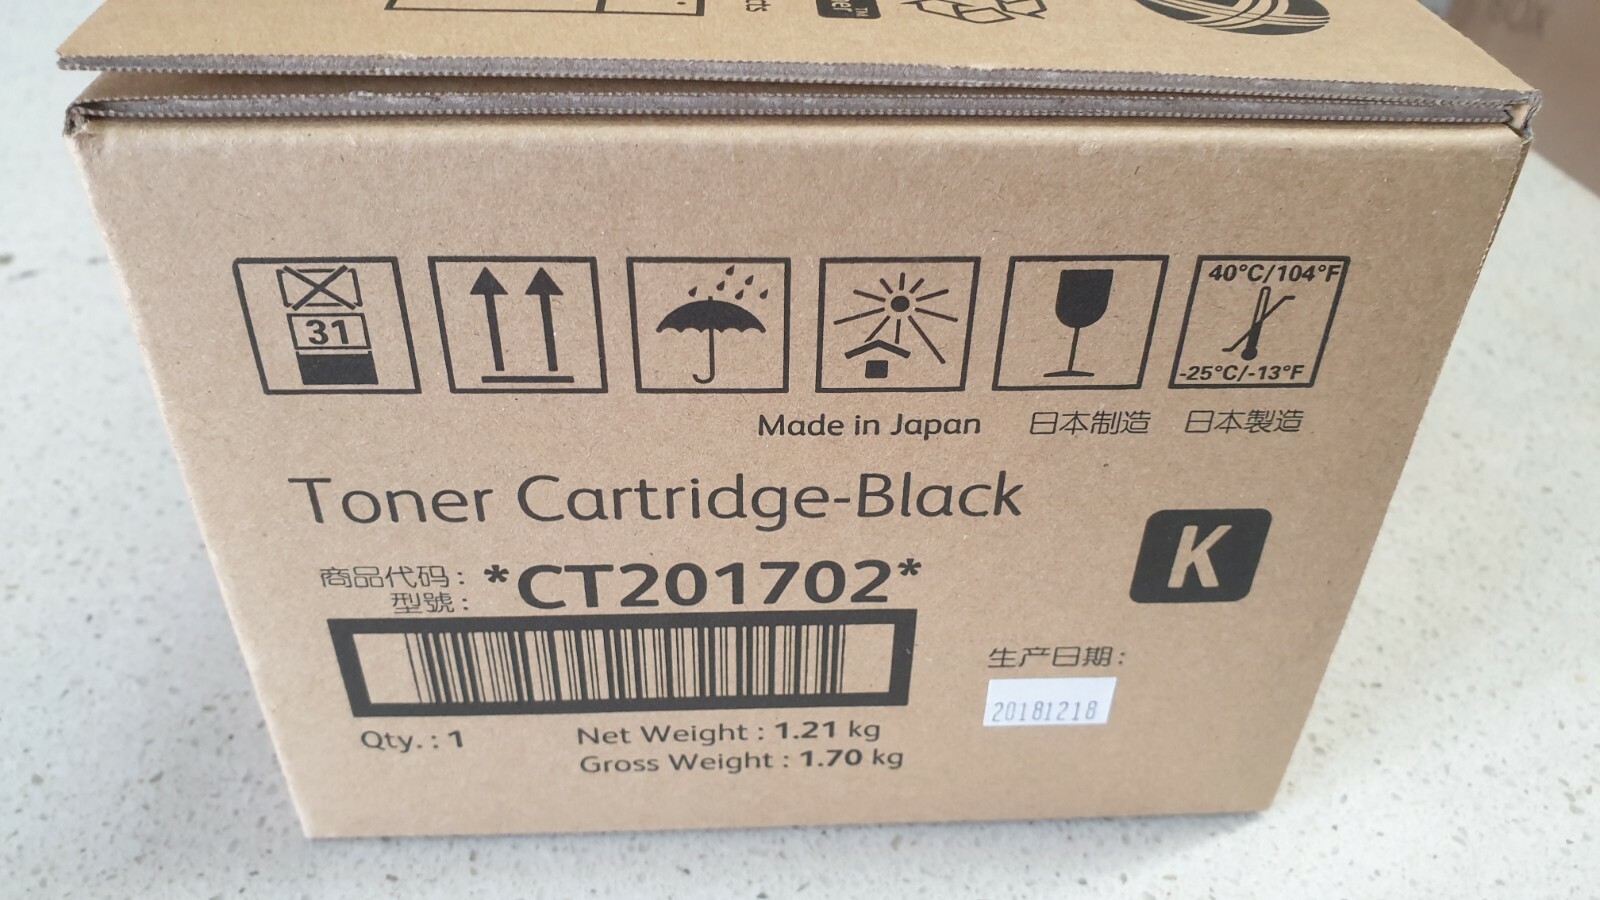 31
40°C/104°F
-25°C/-13°F
Made in Japan 日本制造 日本製造
Toner Cartridge-Black
K
商品代码: *CT201702*
型號:
生产日期:
20181218
Qty. : 1
Net Weight : 1.21 kg
Gross Weight : 1.70 kg